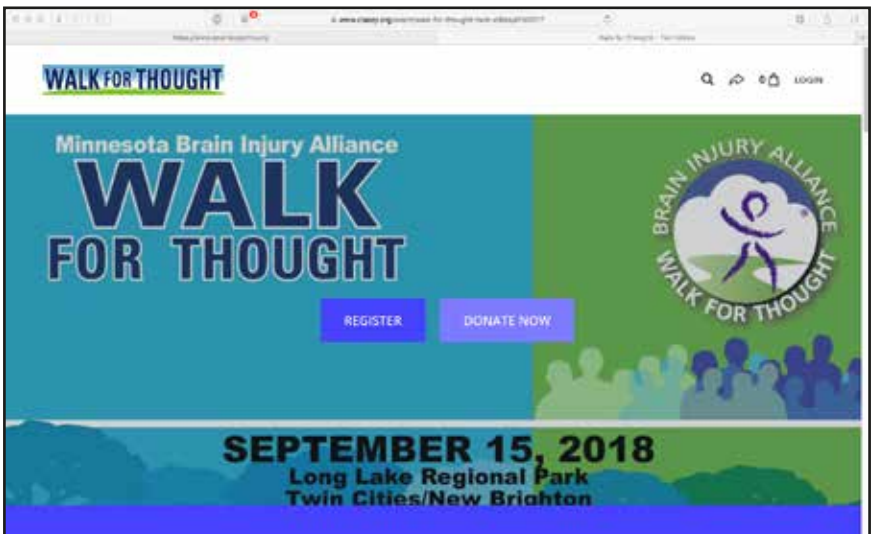 WALK FOR THOUGHT
0
LOGIN
Minnesota Brain Injury Alliance
WALK
FOR THOUGHT
BRAIN INJURY ALLIANCE
WALK FOR THOUGHT
®
REGISTER
DONATE NOW
SEPTEMBER 15, 2018
Long Lake Regional Park
Twin Cities/New Brighton